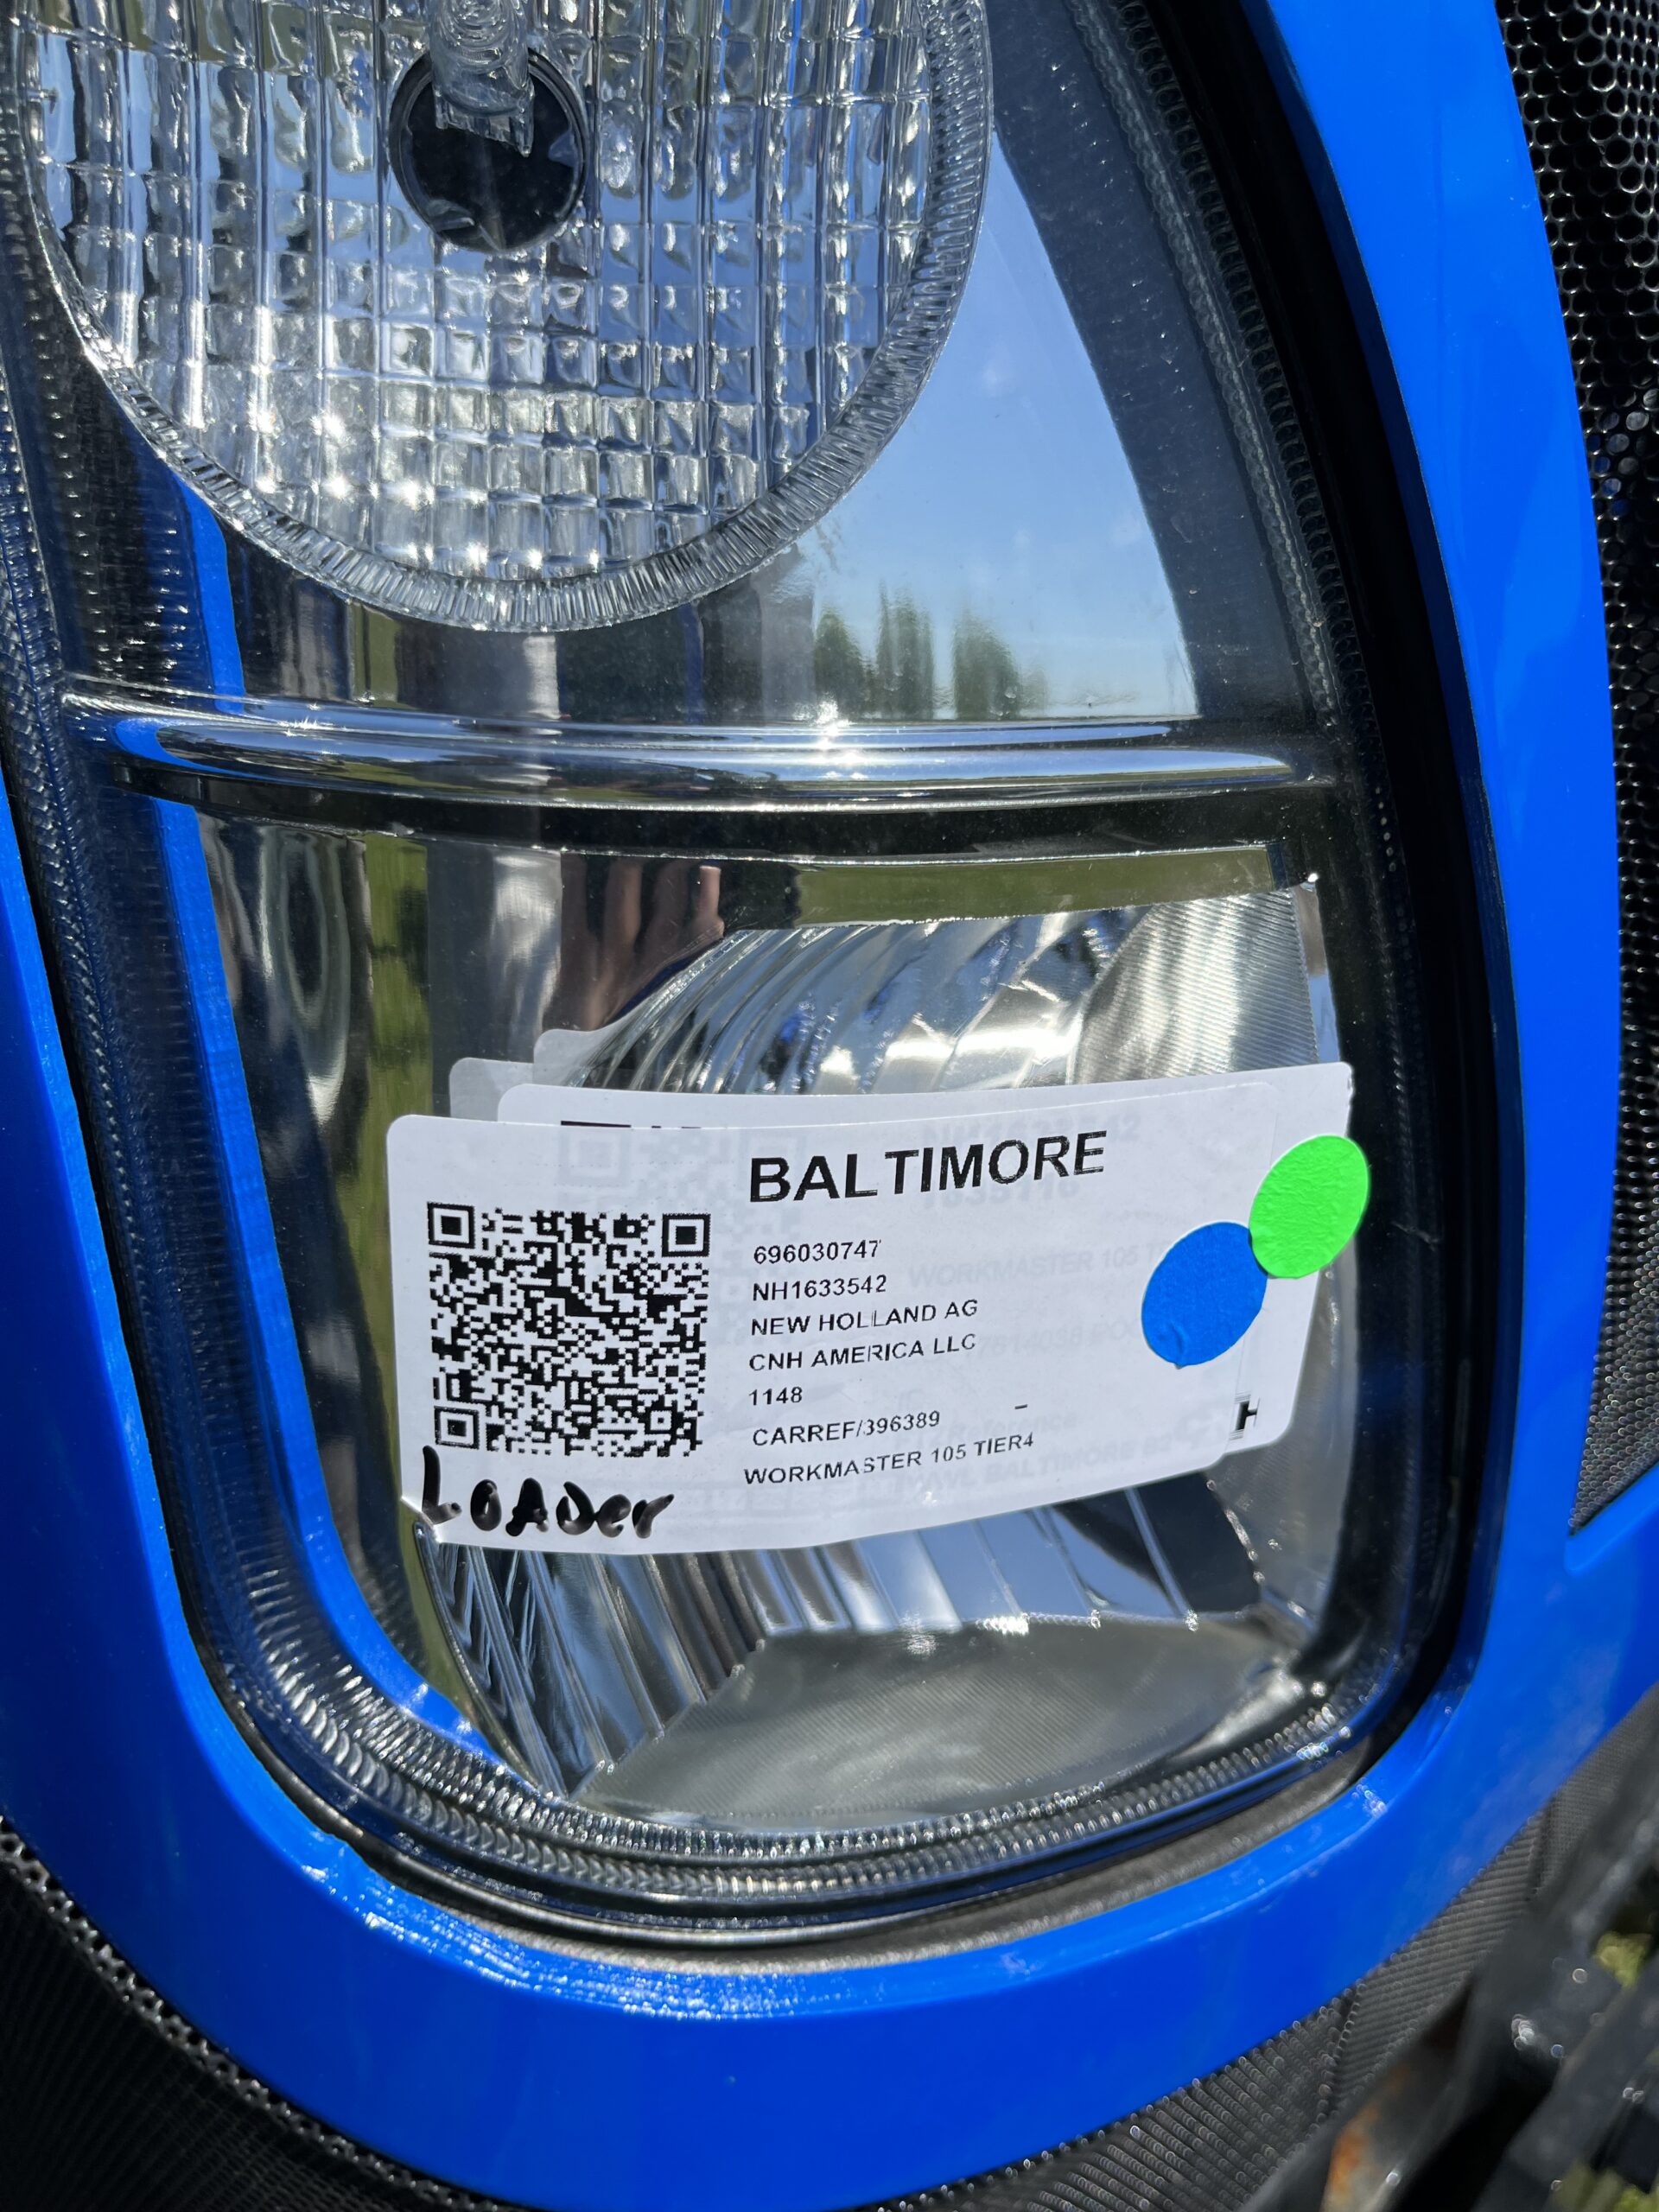 BALTIMORE
696030747
NH1633542
NEW HOLLAND AG
CNH AMERICA LLC
1148
CARREF/396389 -
WORKMASTER 105 TIER4
LOADer
H